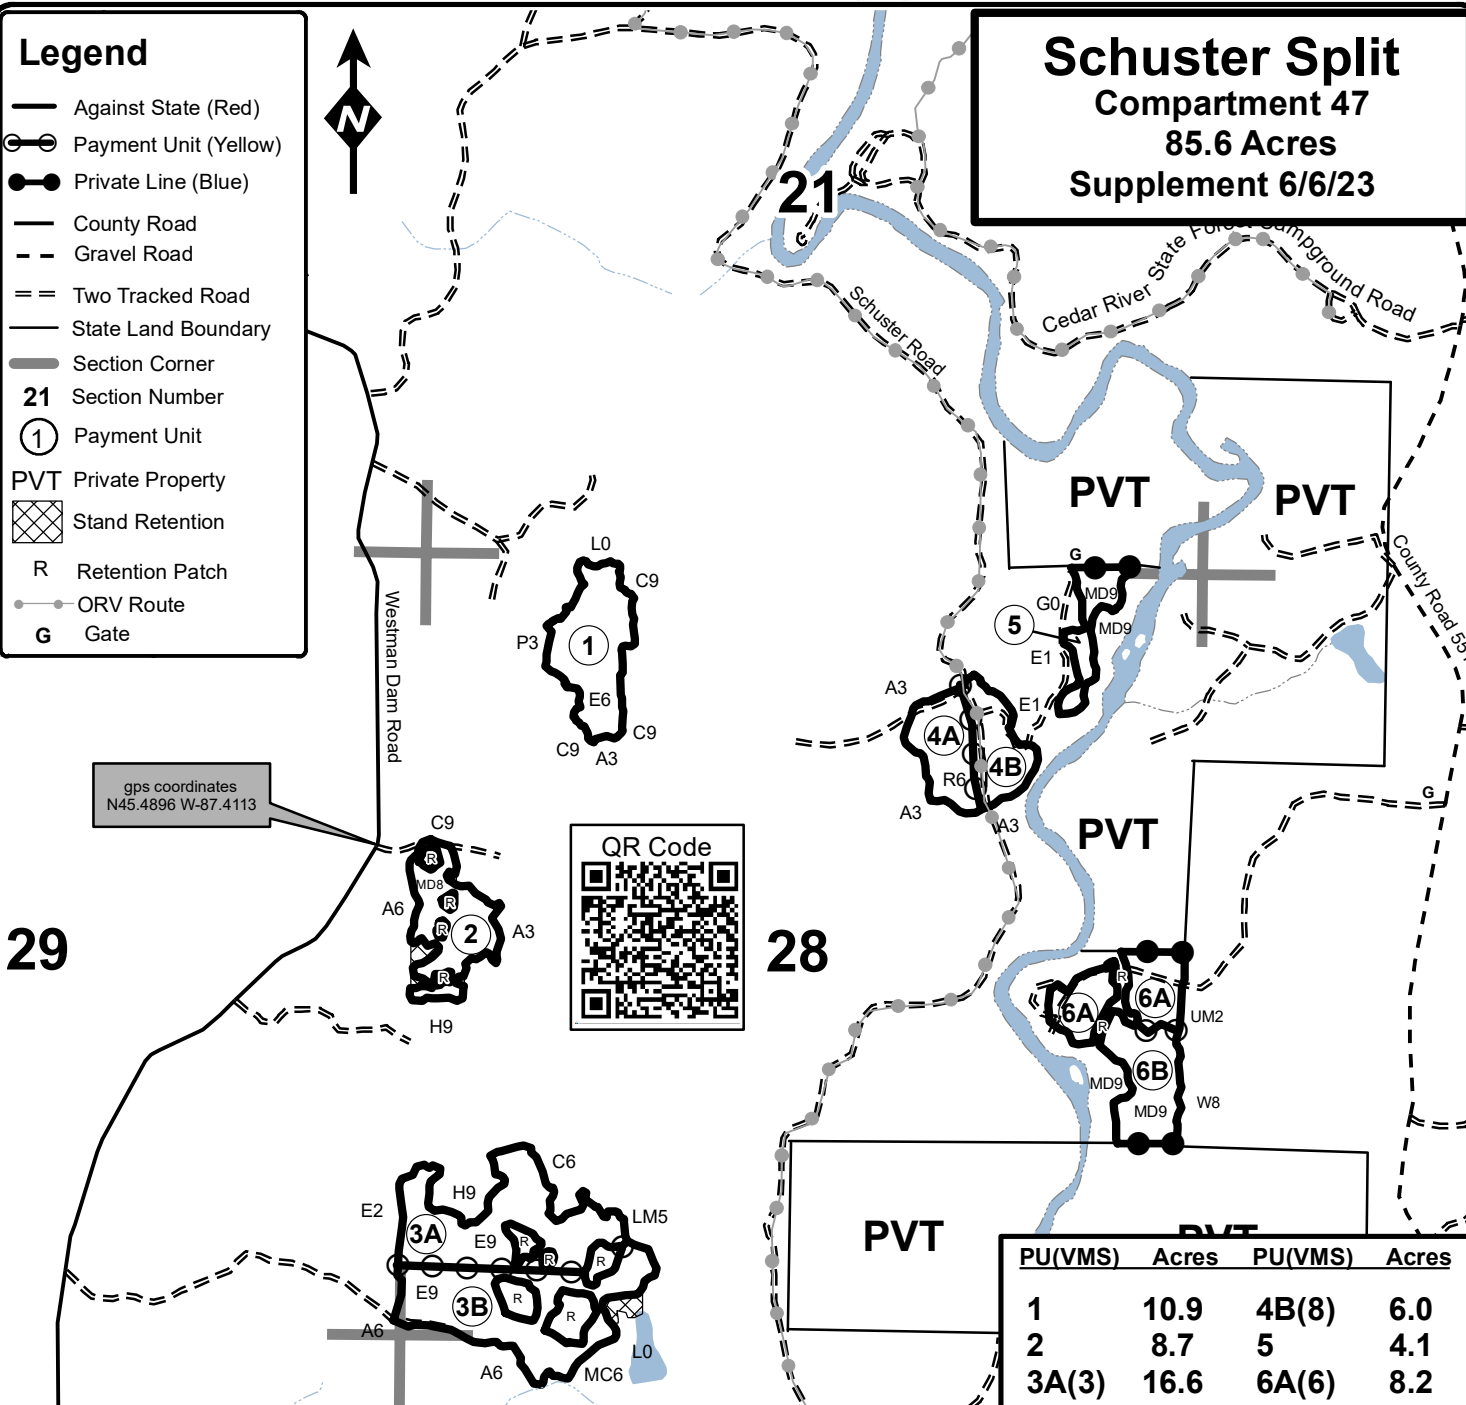 Legend
Against State (Red)
Payment Unit (Yellow)
Private Line (Blue)
County Road
Gravel Road
Two Tracked Road
State Land Boundary
Section Corner
21 Section Number
1 Payment Unit
PVT Private Property
Stand Retention
R Retention Patch
ORV Route
G Gate
N
Schuster Split
Compartment 47
85.6 Acres
Supplement 6/6/23
21
G
Cedar River State Forest Campground Road
Schuster Road
PVT
PVT
County Road 551
Westman Dam Road
L0
C9
P3
1
E6
C9
C9
A3
G
MD9
G0
MD9
5
E1
A3
E1
4A
4B
R6
A3
A3
PVT
G
gps coordinates
N45.4896 W-87.4113
C9
R
MD8
A6
R
R
2
A3
R
H9
QR Code
29
28
R
6A
6A
UM2
R
6B
MD9
MD9
W8
C6
H9
E2
LM5
3A
E9
R
R
R
E9
3B
R
R
A6
A6
MC6
L0
PVT
PVT
PU(VMS) Acres PU(VMS) Acres
1 10.9 4B(8) 6.0
2 8.7 5 4.1
3A(3) 16.6 6A(6) 8.2